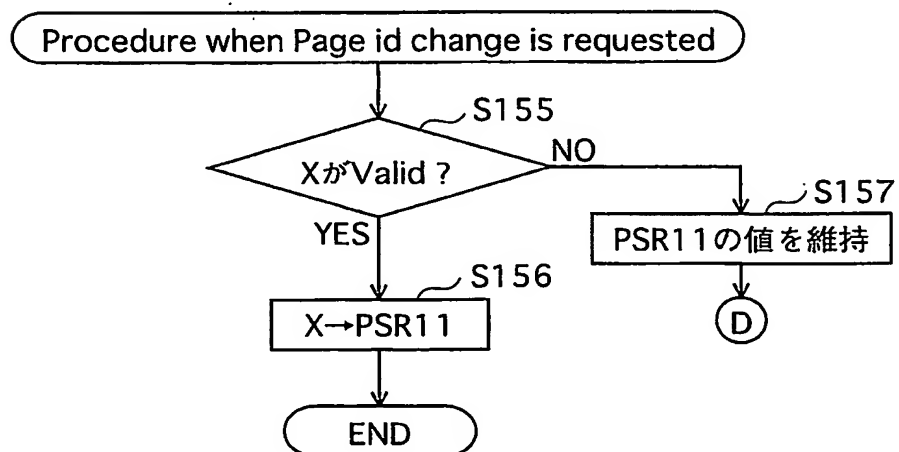 Procedure when Page id change is requested
S155
XがValid ?
NO
YES
S157
PSR11の値を維持
S156
X→PSR11
D
END